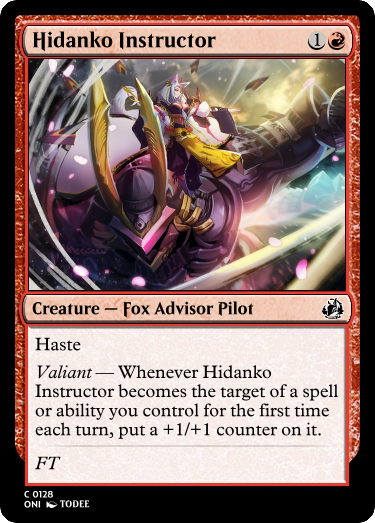 Hidanko Instructor 1
Creature — Fox Advisor Pilot
Haste
Valiant — Whenever Hidanko
Instructor becomes the target of a spell
or ability you control for the first time
each turn, put a +1/+1 counter on it.
FT
C 0128
ONI TODEE